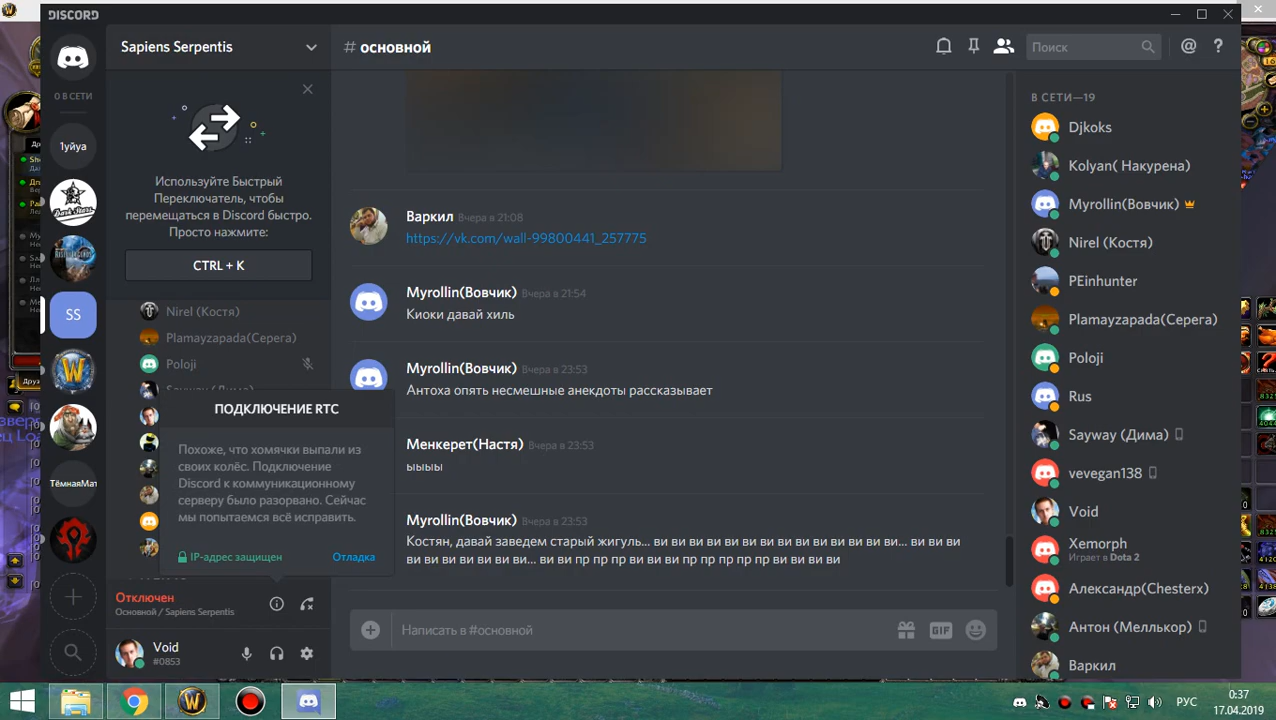 DISCORD
0 В СЕТИ
1уйуа
SS
ТёмнаяМат
Sapiens Serpentis
Используйте Быстрый
Переключатель, чтобы
перемещаться в Discord быстро.
Просто нажмите:
CTRL + K
Nirel (Костя)
Plamayzapada(Серега)
Poloji
Sayway (Дима)
ПОДКЛЮЧЕНИЕ RTC
Похоже, что хомячки выпали из
своих колёс. Подключение
Discord к коммуникационному
серверу было разорвано. Сейчас
мы попытаемся всё исправить.
IP-адрес защищен Отладка
Отключен
Основной / Sapiens Serpentis
Void
#0853
# основной
Поиск
Варкил Вчера в 21:08
https://vk.com/wall-99800441_257775
Myrollin(Вовчик) Вчера в 21:54
Киоки давай хиль
Myrollin(Вовчик) Вчера в 23:53
Антоха опять несмешные анекдоты рассказывает
Менкерет(Настя) Вчера в 23:53
ыыыы
Myrollin(Вовчик) Вчера в 23:53
Костян, давай заведем старый жигуль... ви ви ви ви ви ви ви ви ви ви ви ви ви ви... ви ви ви
ви ви ви ви ви ви ви... ви ви пр пр пр ви ви ви пр пр пр пр пр ви ви ви ви
Написать в #основной
GIF
В СЕТИ—19
Djkoks
Kolyan( Накурена)
Myrollin(Вовчик)
Nirel (Костя)
PEinhunter
Plamayzapada(Серега)
Poloji
Rus
Sayway (Дима)
vevegan138
Void
Xemorph
Играет в Dota 2
Александр(Chesterx)
Антон (Меллькор)
Варкил
РУС
0:37
17.04.2019